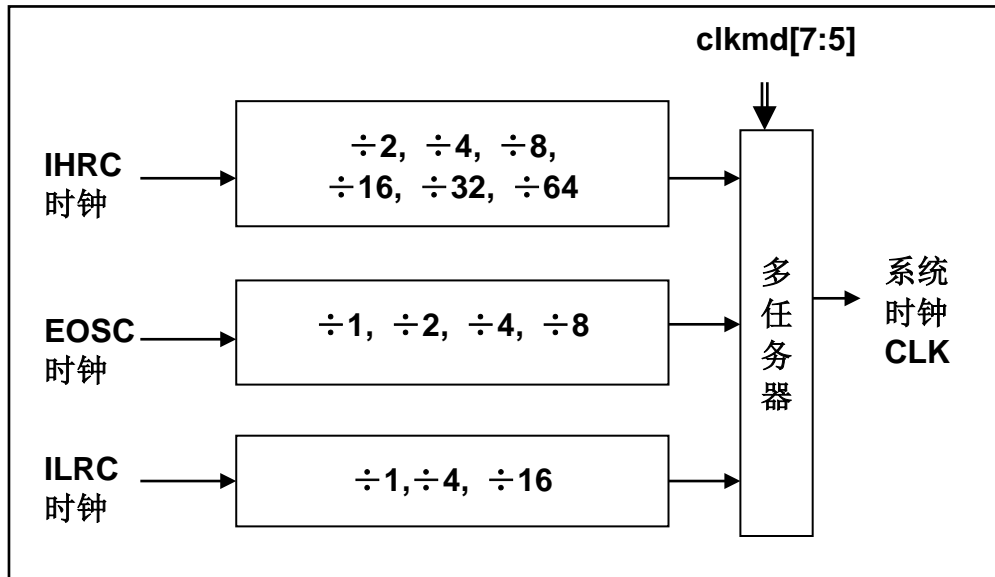 clkmd[7:5]
IHRC
时钟
÷2, ÷4, ÷8,
÷16, ÷32, ÷64
EOSC
时钟
÷1, ÷2, ÷4, ÷8
ILRC
时钟
÷1,÷4, ÷16
多
任
务
器
系统
时钟
CLK